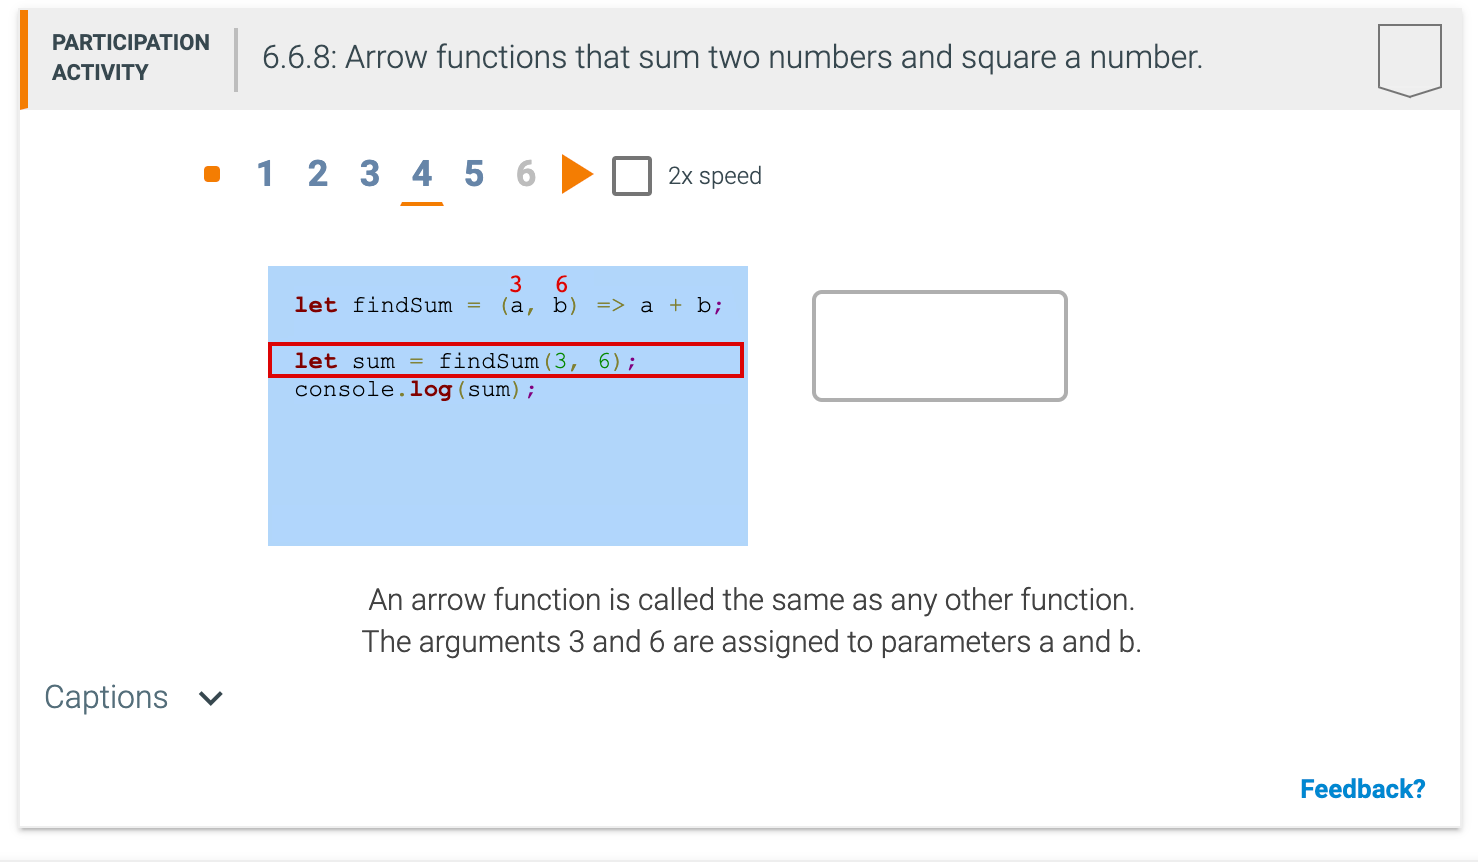 PARTICIPATION
ACTIVITY
6.6.8: Arrow functions that sum two numbers and square a number.
1 2 3 4 5 6 2x speed
3 6
let findSum = (a, b) => a + b;
let sum = findSum(3, 6);
console.log(sum);
An arrow function is called the same as any other function.
The arguments 3 and 6 are assigned to parameters a and b.
Captions
Feedback?